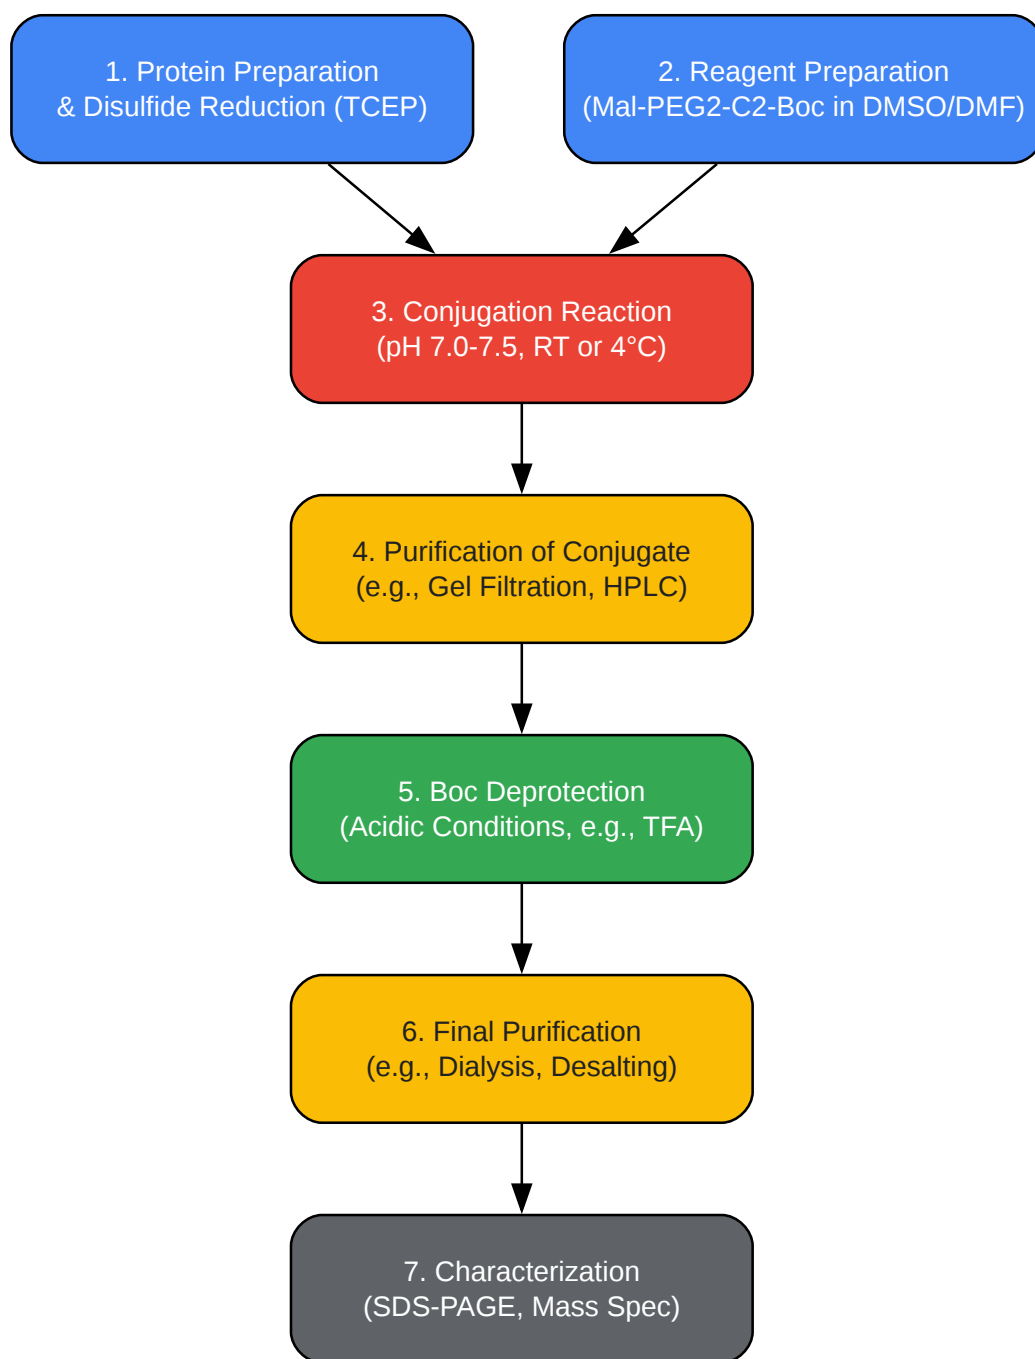 1. Protein Preparation
& Disulfide Reduction (TCEP)
2. Reagent Preparation
(Mal-PEG2-C2-Boc in DMSO/DMF)
3. Conjugation Reaction
(pH 7.0-7.5, RT or 4°C)
4. Purification of Conjugate
(e.g., Gel Filtration, HPLC)
5. Boc Deprotection
(Acidic Conditions, e.g., TFA)
6. Final Purification
(e.g., Dialysis, Desalting)
7. Characterization
(SDS-PAGE, Mass Spec)